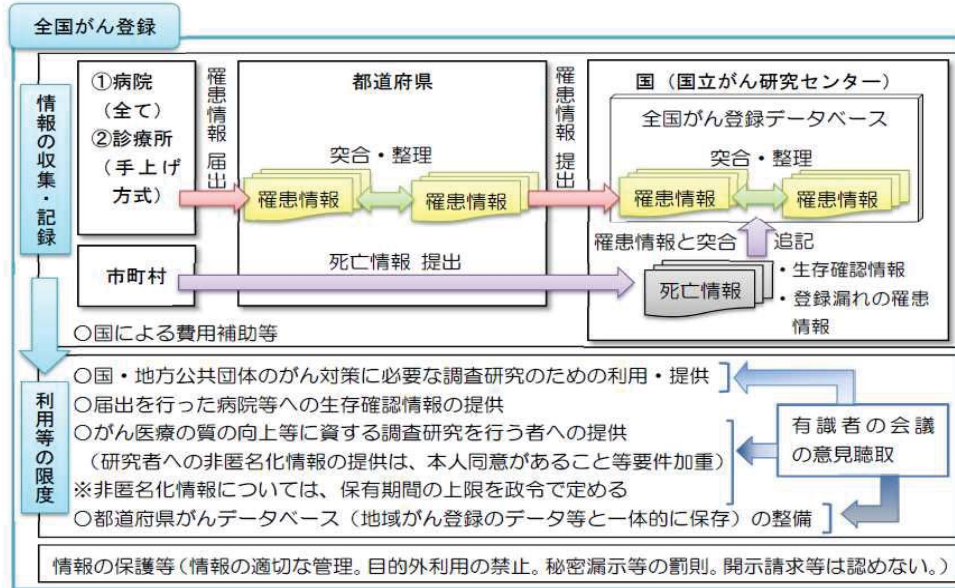 全国がん登録
情報の収集・記録
①病院
（全て）
②診療所
（手上げ
方式）
罹患情報 届出
都道府県
突合・整理
罹患情報
罹患情報
罹患情報 提出
国（国立がん研究センター）
全国がん登録データベース
突合・整理
罹患情報
罹患情報
罹患情報と突合
追記
市町村
死亡情報 提出
死亡情報
・生存確認情報
・登録漏れの罹患
情報
○国による費用補助等
利用等の限度
○国・地方公共団体のがん対策に必要な調査研究のための利用・提供
○届出を行った病院等への生存確認情報の提供
○がん医療の質の向上等に資する調査研究を行う者への提供
（研究者への非匿名化情報の提供は、本人同意があること等要件加重）
※非匿名化情報については、保有期間の上限を政令で定める
○都道府県がんデータベース（地域がん登録のデータ等と一体的に保存）の整備
有識者の会議
の意見聴取
情報の保護等（情報の適切な管理。目的外利用の禁止。秘密漏示等の罰則。開示請求等は認めない。）